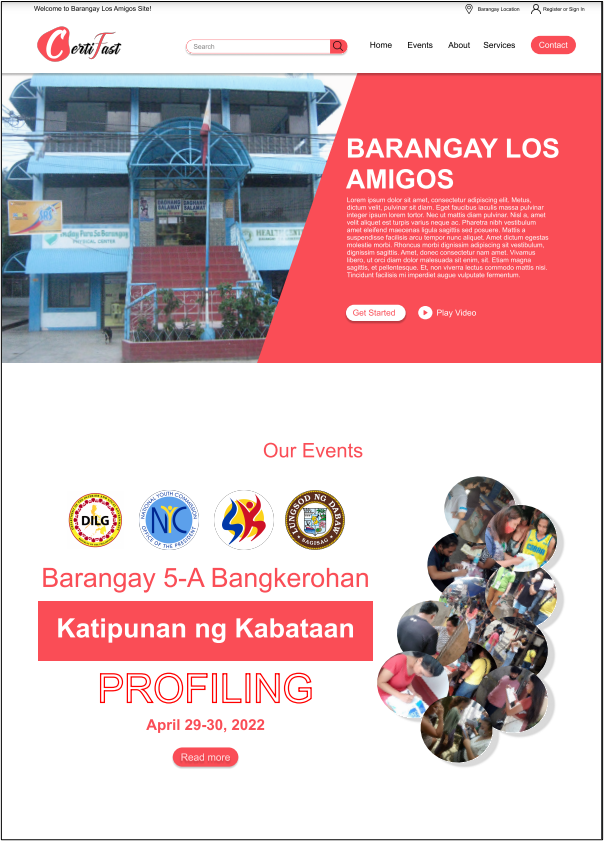 Welcome to Barangay Los Amigos Site!
Barangay Location
Register or Sign In
CertiFast
Search
Home
Events
About
Services
Contact
BARANGAY LOS
AMIGOS
Lorem ipsum dolor sit amet, consectetur adipiscing elit. Metus,
dictum velit, pulvinar sit diam. Eget faucibus iaculis massa pulvinar
integer ipsum lorem tortor. Nec ut mattis diam pulvinar. Nisl a, amet
velit aliquet est turpis varius neque ac. Pharetra nibh vestibulum
amet eleifend maecenas ligula sagittis sed posuere. Mattis a
suspendisse facilisis arcu tempor nunc aliquet. Amet dictum egestas
molestie morbi. Rhoncus morbi dignissim adipiscing sit vestibulum,
dignissim sagittis. Amet, donec consectetur nam amet. Vivamus
libero, ut orci diam dolor malesuada sit enim, sit. Etiam magna
sagittis, et pellentesque. Et, non viverra lectus commodo mattis nisi.
Tincidunt facilisis mi imperdiet augue vulputate fermentum.
Get Started
Play Video
DAGHANG SALAMAT
HEALTH CENTE
Our Events
DILG
NATIONAL YOUTH COMMISSION
OFFICE OF THE PRESIDENT
LUNGSOD NG DABAW
SAGISAG
Barangay 5-A Bangkerohan
Katipunan ng Kabataan
PROFILING
April 29-30, 2022
Read more